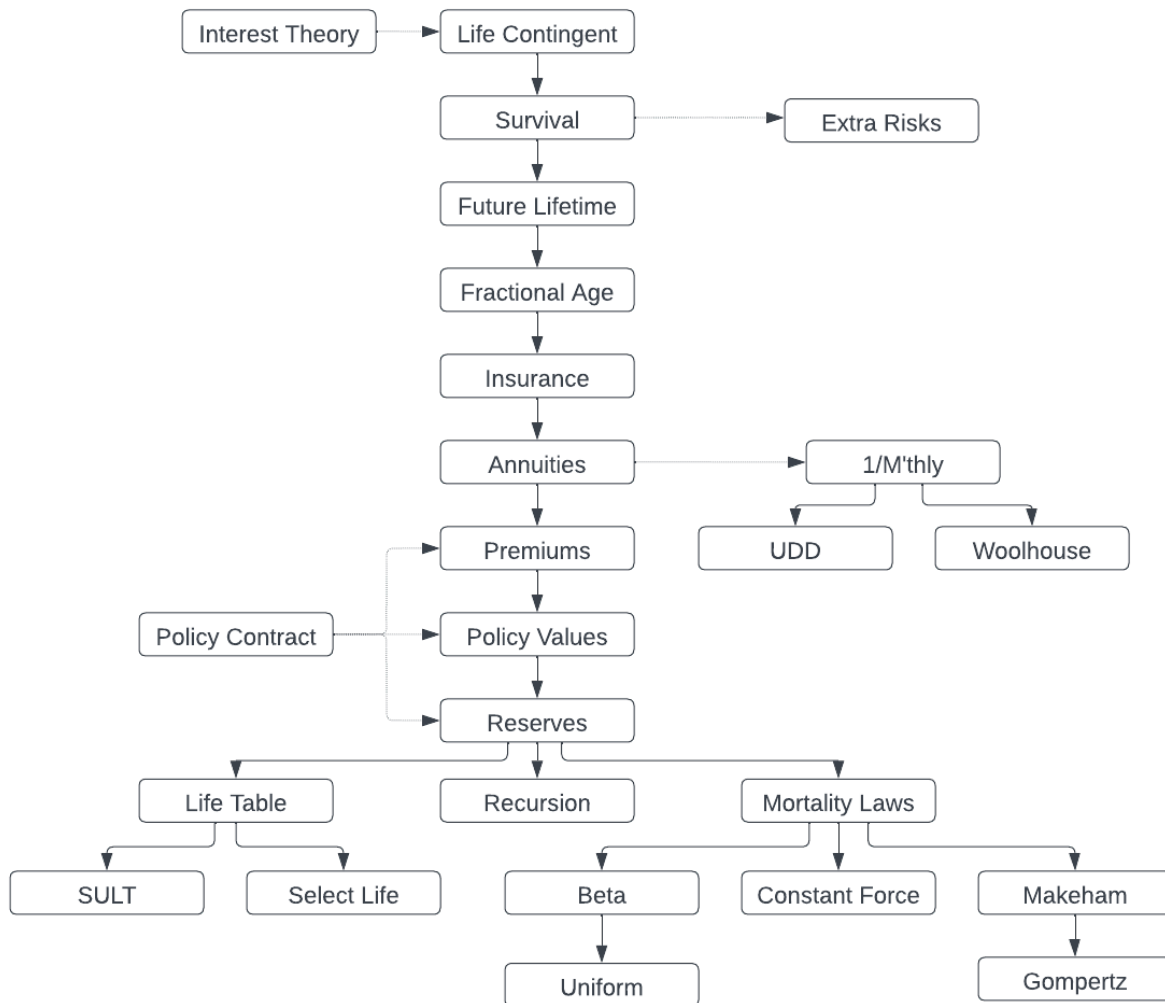 Interest Theory
Life Contingent
Survival
Extra Risks
Future Lifetime
Fractional Age
Insurance
Annuities
1/M'thly
UDD
Woolhouse
Premiums
Policy Contract
Policy Values
Reserves
Life Table
Recursion
Mortality Laws
SULT
Select Life
Beta
Constant Force
Makeham
Uniform
Gompertz